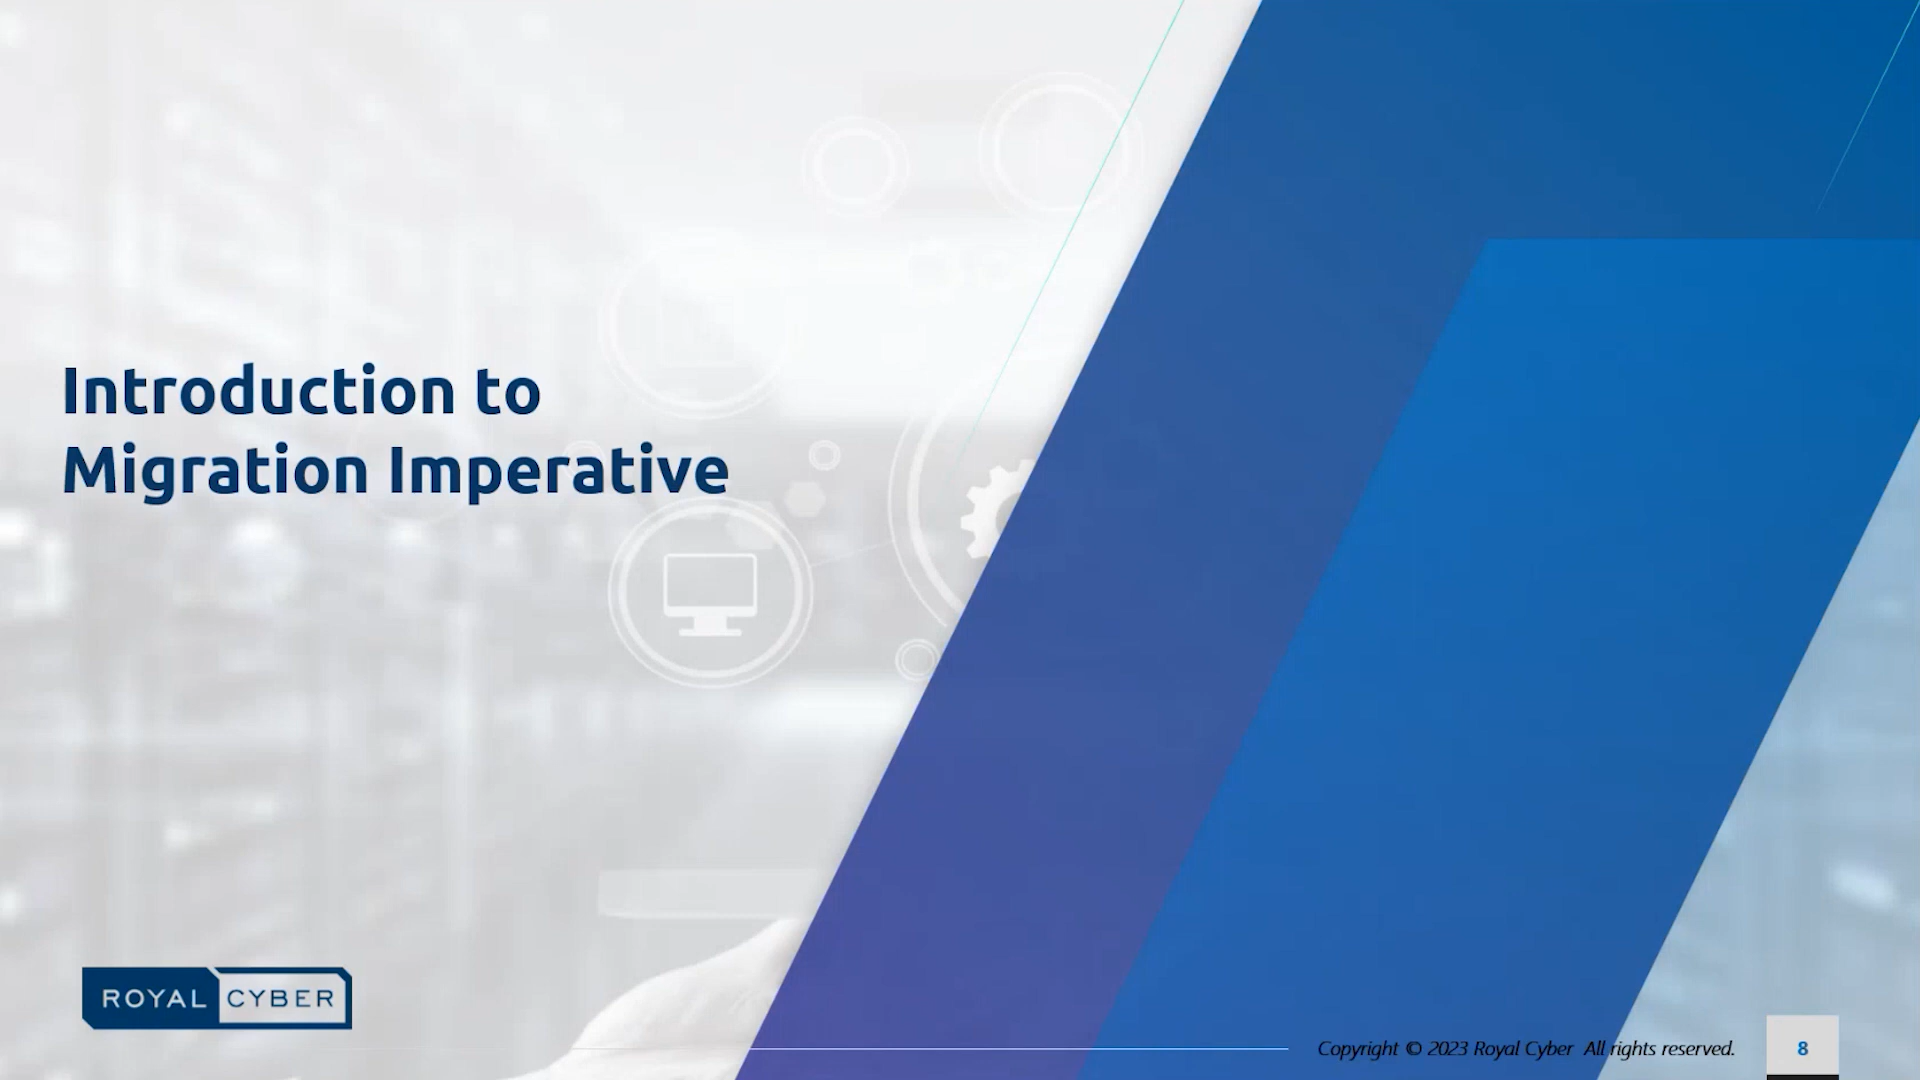 Introduction to
Migration Imperative
ROYAL CYBER
Copyright © 2023 Royal Cyber All rights reserved.
8